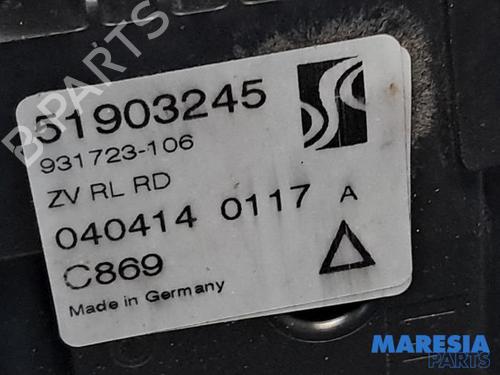 51903245
931723-106
ZV RL RD
040414 0117 A
C869
Made in Germany
B-PARTS
MARESIA
PARTS